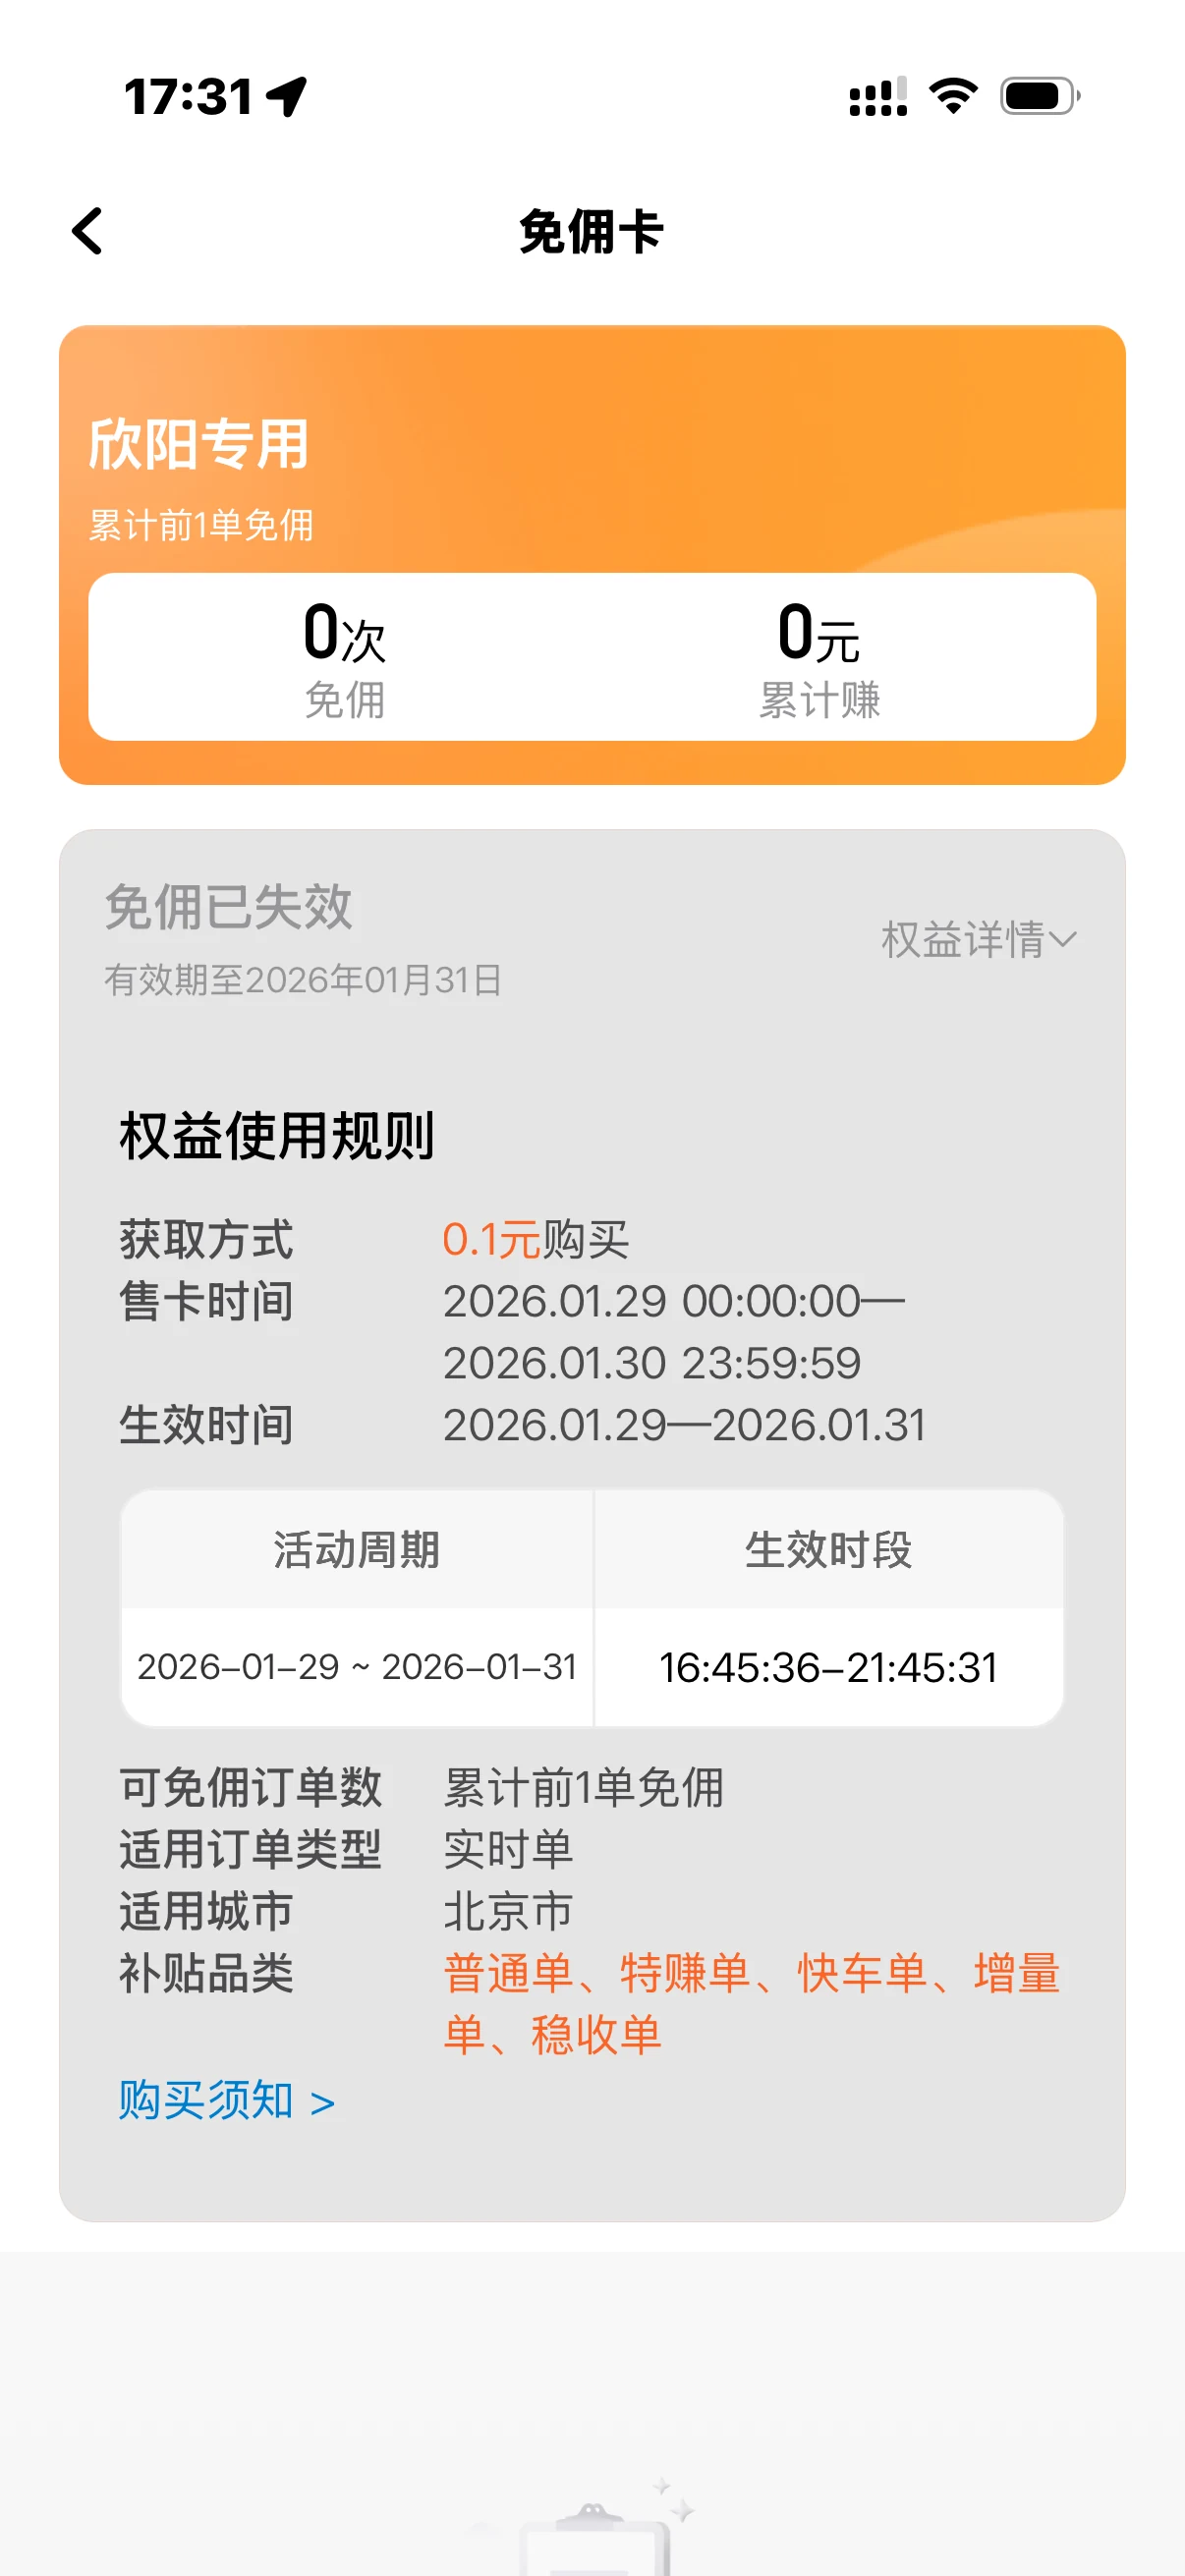 17:31
免佣卡
欣阳专用
累计前1单免佣
0次
0元
免佣
累计赚
免佣已失效
权益详情
有效期至2026年01月31日
权益使用规则
获取方式 0.1元购买
售卡时间 2026.01.29 00:00:00—
2026.01.30 23:59:59
生效时间 2026.01.29—2026.01.31
活动周期 生效时段
2026-01-29 ~ 2026-01-31 16:45:36-21:45:31
可免佣订单数 累计前1单免佣
适用订单类型 实时单
适用城市 北京市
补贴品类 普通单、特赚单、快车单、增量
单、稳收单
购买须知 >